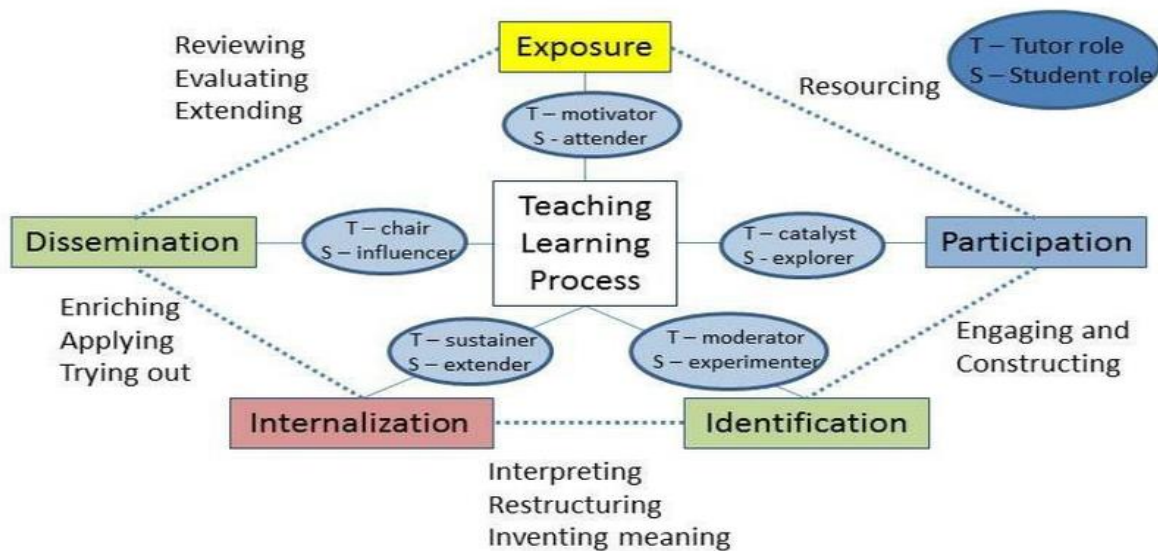 Reviewing
Evaluating
Extending
Exposure
Resourcing
T – Tutor role
S – Student role
T – motivator
S - attender
Dissemination
T – chair
S – influencer
Teaching
Learning
Process
T – catalyst
S - explorer
Participation
Enriching
Applying
Trying out
T – sustainer
S – extender
T – moderator
S – experimenter
Engaging and
Constructing
Internalization
Identification
Interpreting
Restructuring
Inventing meaning